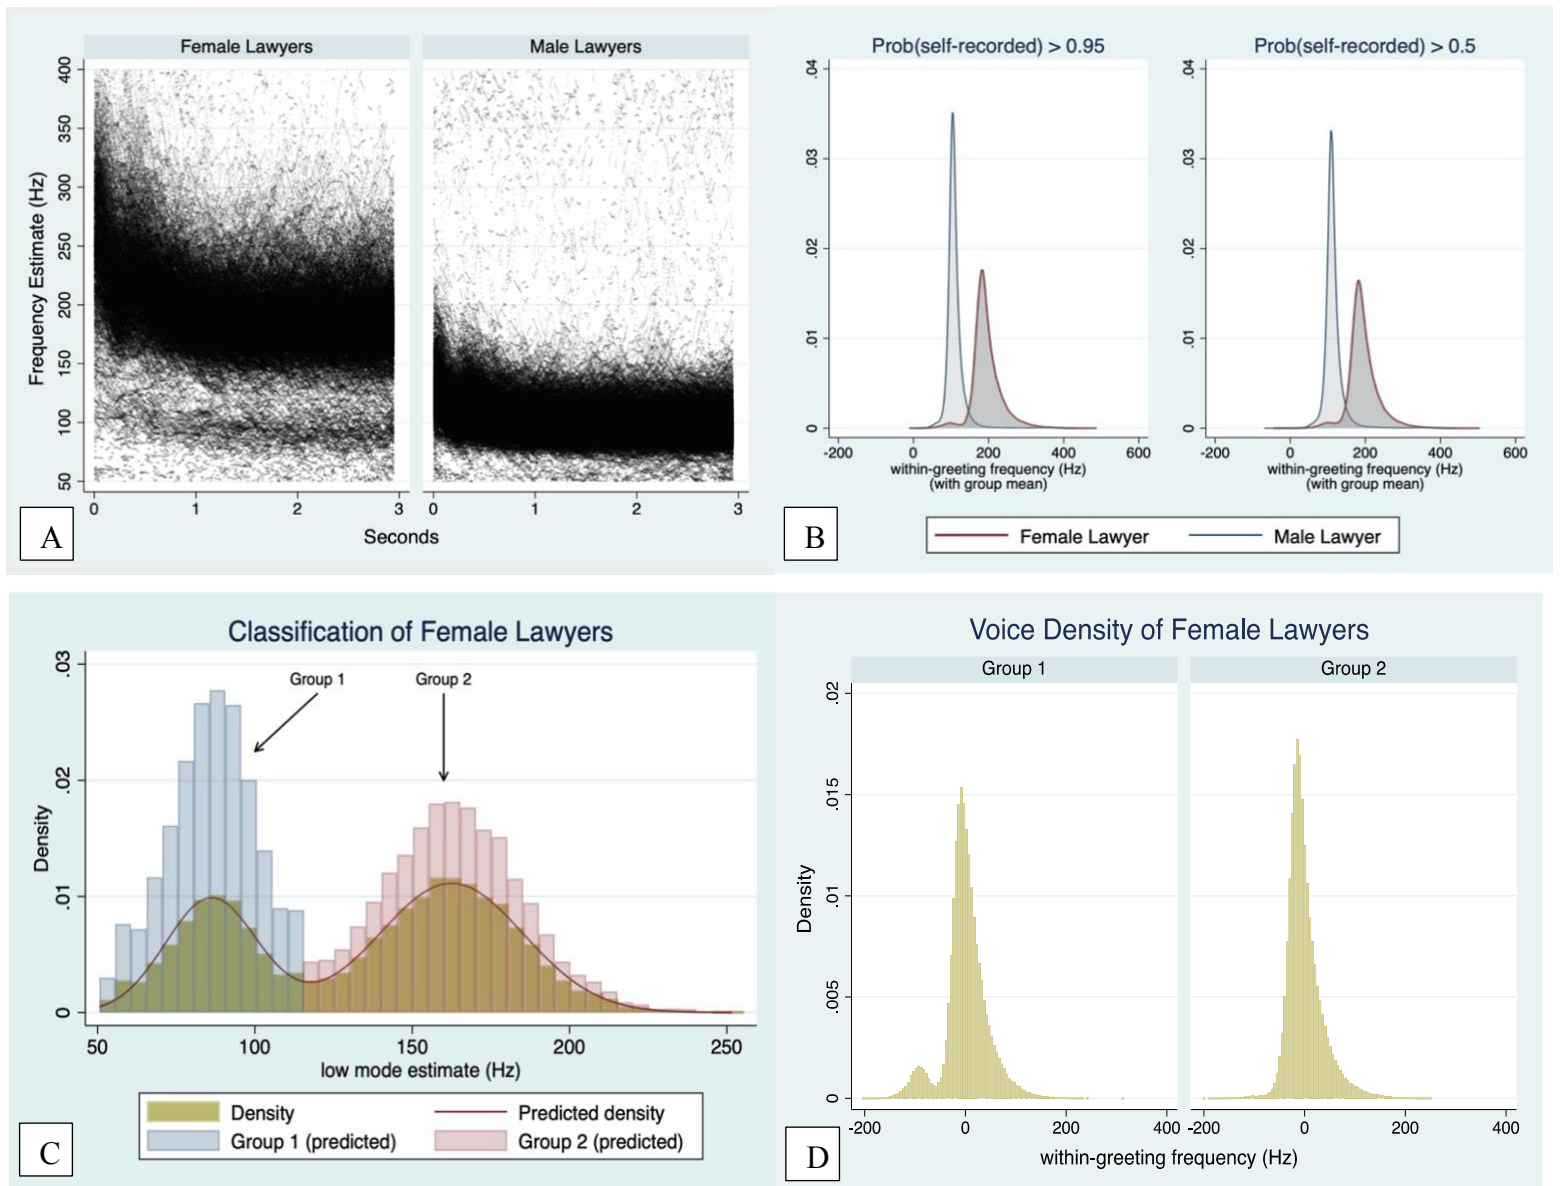 Female Lawyers
Male Lawyers
Frequency Estimate (Hz)
400
350
300
250
200
150
100
50
0 1 2 3
0 1 2 3
Seconds
A
Prob(self-recorded) > 0.95
Prob(self-recorded) > 0.5
.04
.03
.02
.01
0
-200 0 200 400 600
within-greeting frequency (Hz)
(with group mean)
.04
.03
.02
.01
0
-200 0 200 400 600
within-greeting frequency (Hz)
(with group mean)
Female Lawyer
Male Lawyer
B
Classification of Female Lawyers
Group 1
Group 2
Density
.03
.02
.01
0
50 100 150 200 250
low mode estimate (Hz)
Density
Predicted density
Group 1 (predicted)
Group 2 (predicted)
C
Voice Density of Female Lawyers
Group 1
Group 2
Density
.02
.015
.01
.005
0
-200 0 200 400
-200 0 200 400
within-greeting frequency (Hz)
D